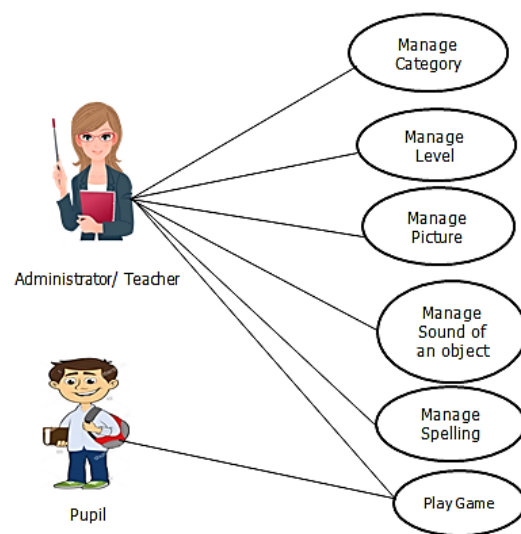 Manage
Category
Manage
Level
Manage
Picture
Administrator/ Teacher
Manage
Sound of
an object
Manage
Spelling
Play Game
Pupil